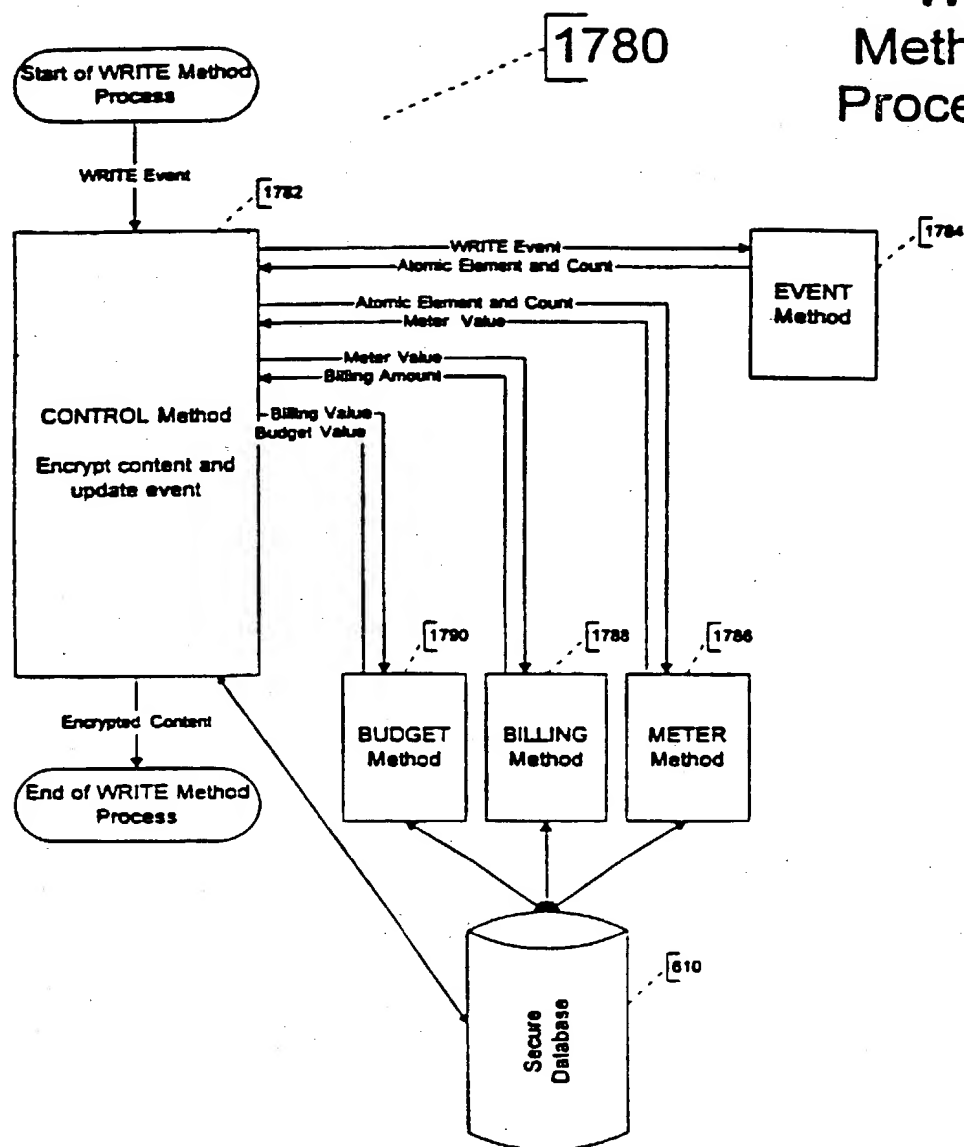 1780
Meth
Proce
Start of WRITE Method
Process
WRITE Event
1782
1784
WRITE Event
Atomic Element and Count
EVENT
Method
Atomic Element and Count
Meter Value
Meter Value
Billing Amount
CONTROL Method
Encrypt content and
update event
Billing Value
Budget Value
1790
1788
1786
BUDGET
Method
BILLING
Method
METER
Method
Encrypted Content
End of WRITE Method
Process
610
Secure
Database